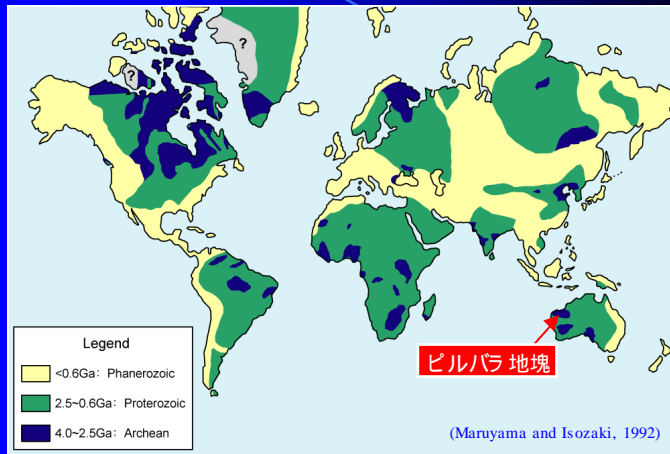 ?
?
ピルバラ地塊
Legend
<0.6Ga: Phanerozoic
2.5~0.6Ga: Proterozoic
4.0~2.5Ga: Archean
(Maruyama and Isozaki, 1992)